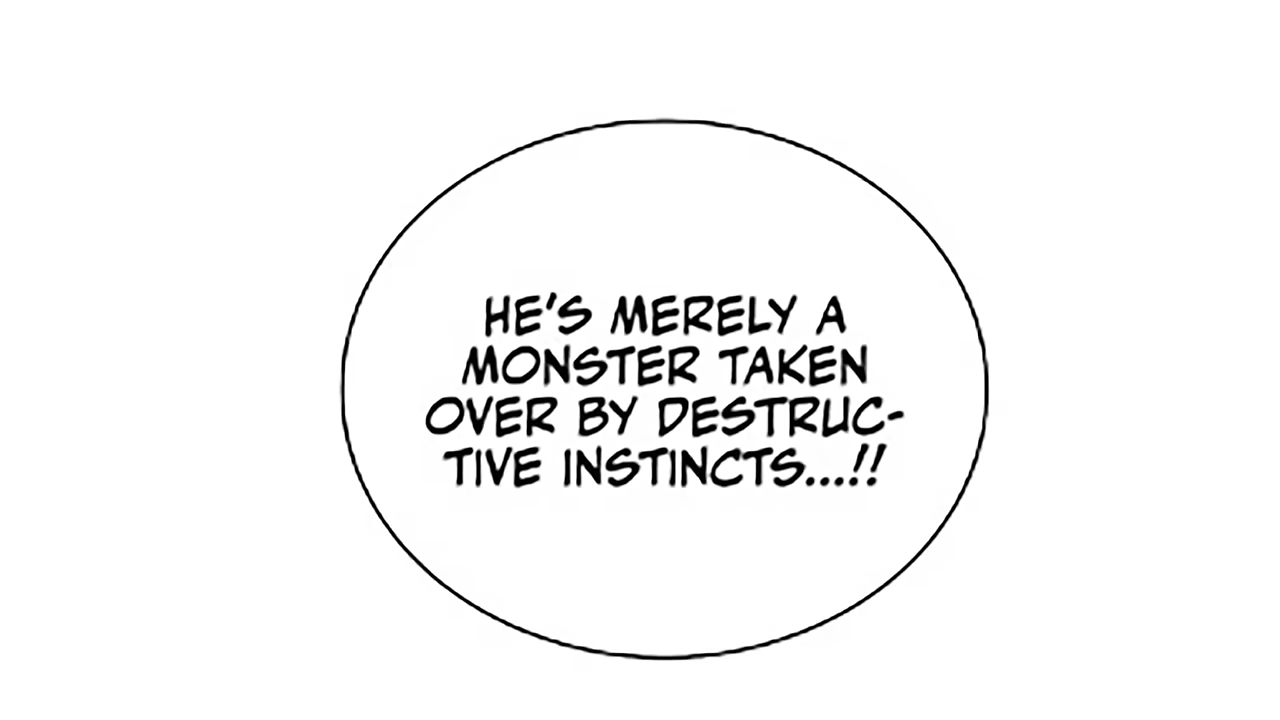 HE'S MERELY A
MONSTER TAKEN
OVER BY DESTRUC-
TIVE INSTINCTS...!!